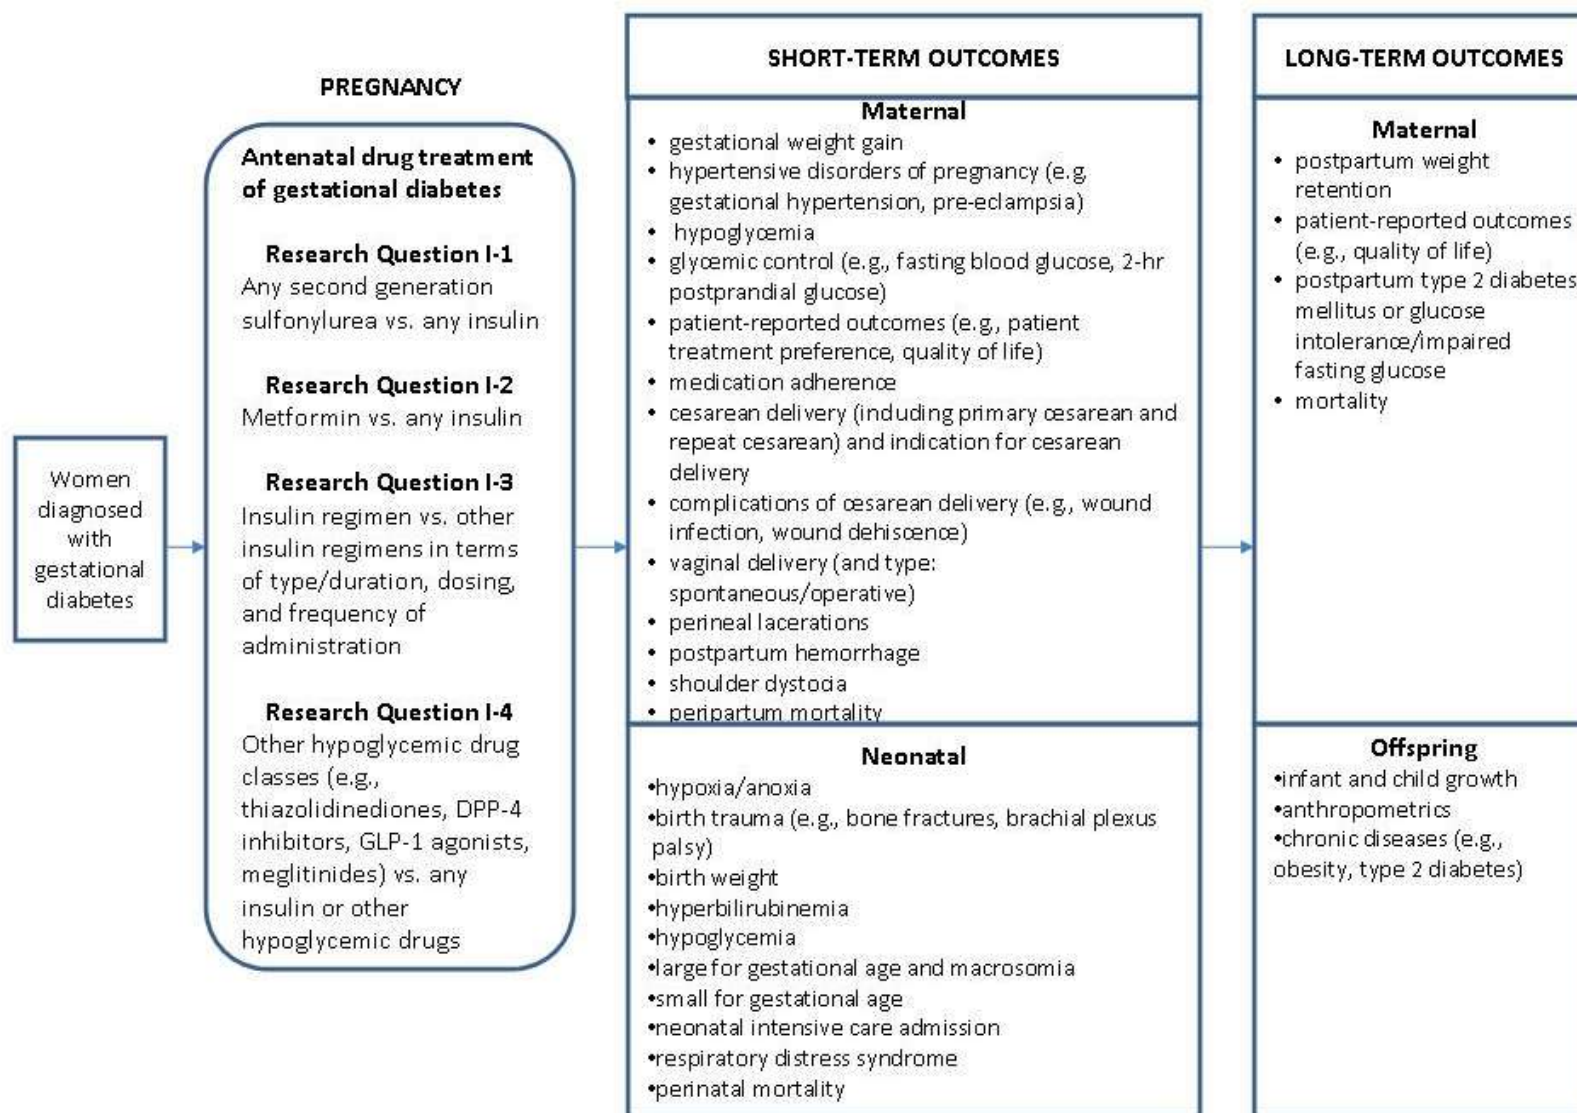 PREGNANCY
Women
diagnosed
with
gestational
diabetes
Antenatal drug treatment
of gestational diabetes
Research Question I-1
Any second generation
sulfonylurea vs. any insulin
Research Question I-2
Metformin vs. any insulin
Research Question I-3
Insulin regimen vs. other
insulin regimens in terms
of type/duration, dosing,
and frequency of
administration
Research Question I-4
Other hypoglycemic drug
classes (e.g.,
thiazolidinediones, DPP-4
inhibitors, GLP-1 agonists,
meglitinides) vs. any
insulin or other
hypoglycemic drugs
SHORT-TERM OUTCOMES
Maternal
• gestational weight gain
• hypertensive disorders of pregnancy (e.g.
gestational hypertension, pre-eclampsia)
• hypoglycemia
• glycemic control (e.g., fasting blood glucose, 2-hr
postprandial glucose)
• patient-reported outcomes (e.g., patient
treatment preference, quality of life)
• medication adherence
• cesarean delivery (including primary cesarean and
repeat cesarean) and indication for cesarean
delivery
• complications of cesarean delivery (e.g., wound
infection, wound dehiscence)
• vaginal delivery (and type:
spontaneous/operative)
• perineal lacerations
• postpartum hemorrhage
• shoulder dystocia
• peripartum mortality
Neonatal
•hypoxia/anoxia
•birth trauma (e.g., bone fractures, brachial plexus
palsy)
•birth weight
•hyperbilirubinemia
•hypoglycemia
•large for gestational age and macrosomia
•small for gestational age
•neonatal intensive care admission
•respiratory distress syndrome
•perinatal mortality
LONG-TERM OUTCOMES
Maternal
• postpartum weight
retention
• patient-reported outcomes
(e.g., quality of life)
• postpartum type 2 diabetes
mellitus or glucose
intolerance/impaired
fasting glucose
• mortality
Offspring
•infant and child growth
•anthropometrics
•chronic diseases (e.g.,
obesity, type 2 diabetes)